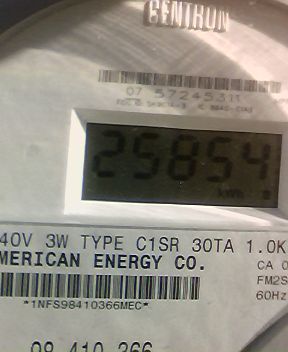 CENTRON
07 57245311
25854
kWh
40V 3W TYPE C1SR 30TA 1.0K
MERICAN ENERGY CO.
CA 0
FM2S
60Hz
*1NFS98410366MEC*
98 410 366